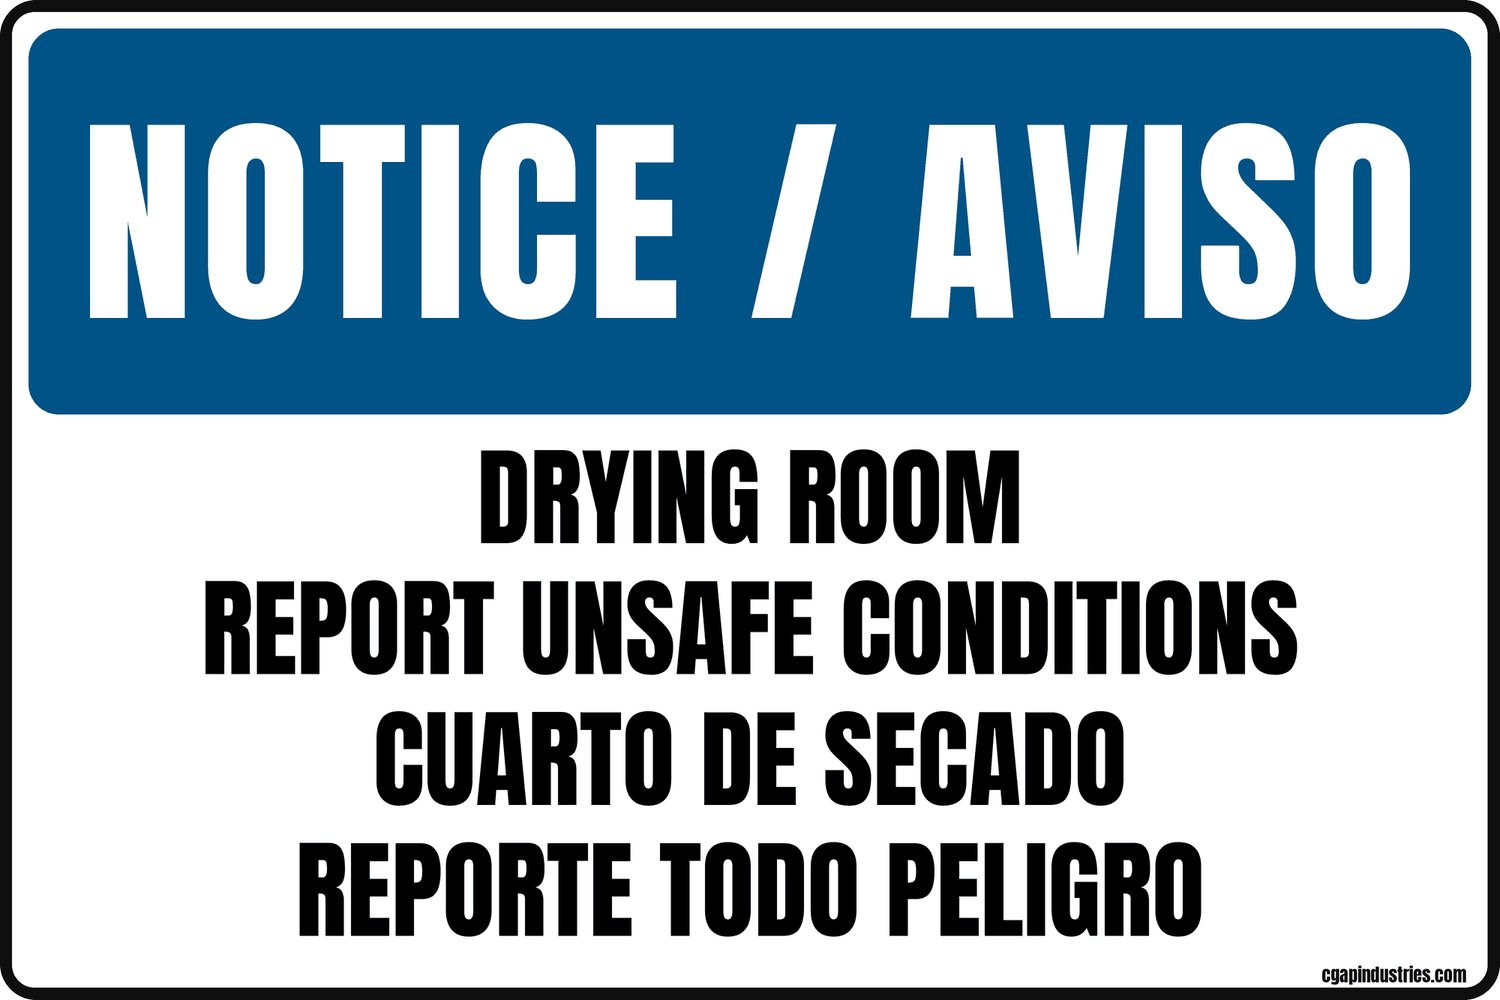 NOTICE / AVISO
DRYING ROOM
REPORT UNSAFE CONDITIONS
CUARTO DE SECADO
REPORTE TODO PELIGRO
cgapindustries.com